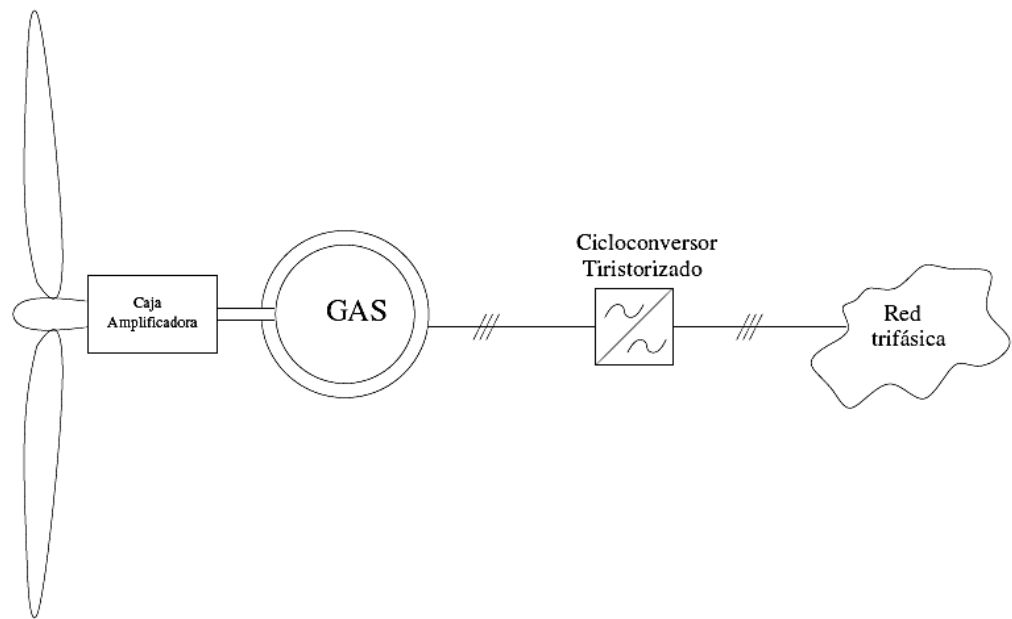 Caja
Amplificadora
GAS
Cicloconversor
Tiristorizado
Red
trifásica